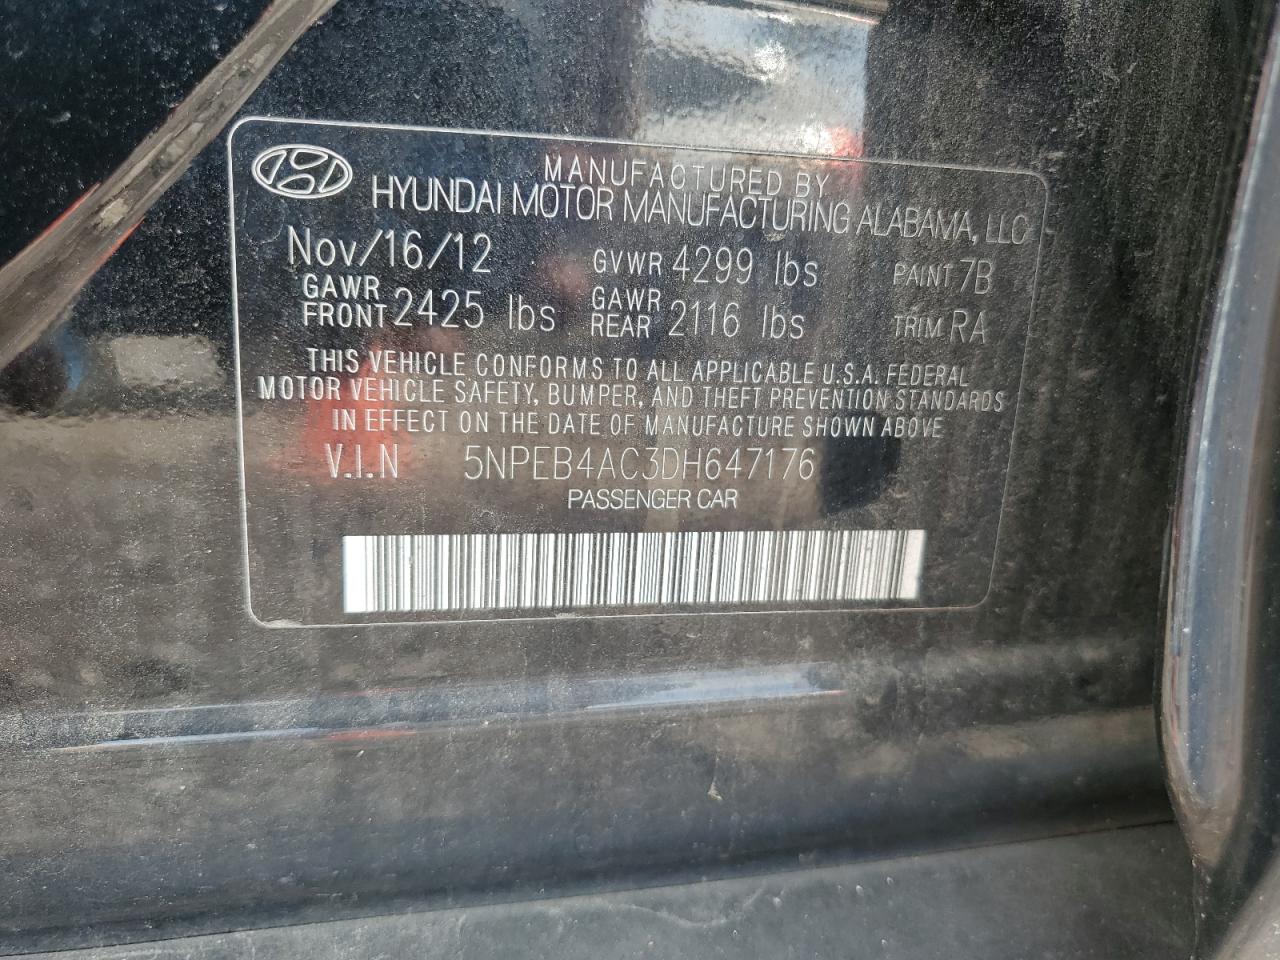 MANUFACTURED BY
HYUNDAI MOTOR MANUFACTURING ALABAMA, LLC
Nov/16/12 GVWR 4299 lbs PAINT 7B
GAWR FRONT 2425 lbs GAWR REAR 2116 lbs TRIM RA
THIS VEHICLE CONFORMS TO ALL APPLICABLE U.S.A. FEDERAL
MOTOR VEHICLE SAFETY, BUMPER, AND THEFT PREVENTION STANDARDS
IN EFFECT ON THE DATE OF MANUFACTURE SHOWN ABOVE
V.I.N 5NPEB4AC3DH647176
PASSENGER CAR